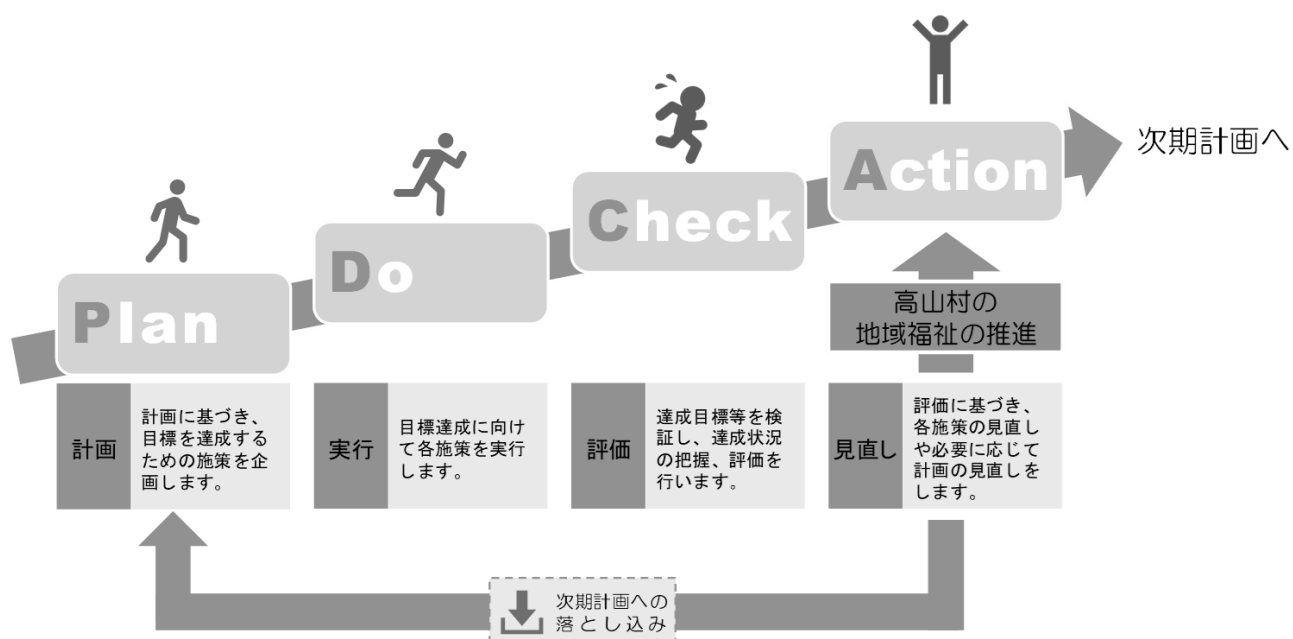 Plan
Do
Check
Action
次期計画へ
高山村の
地域福祉の推進
計画
計画に基づき、
目標を達成する
ための施策を企
画します。
実行
目標達成に向け
て各施策を実行
します。
評価
達成目標等を検
証し、達成状況
の把握、評価を
行います。
見直し
評価に基づき、
各施策の見直し
や必要に応じて
計画の見直しを
します。
次期計画への
落とし込み